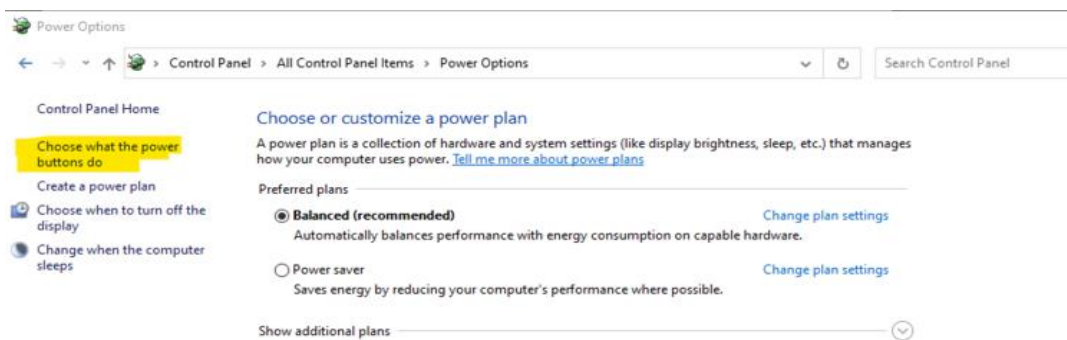 Power Options
Control Panel > All Control Panel Items > Power Options
Search Control Panel
Control Panel Home
Choose what the power
buttons do
Create a power plan
Choose when to turn off the
display
Change when the computer
sleeps
Choose or customize a power plan
A power plan is a collection of hardware and system settings (like display brightness, sleep, etc.) that manages
how your computer uses power. Tell me more about power plans
Preferred plans
Balanced (recommended) Change plan settings
Automatically balances performance with energy consumption on capable hardware.
Power saver Change plan settings
Saves energy by reducing your computer's performance where possible.
Show additional plans